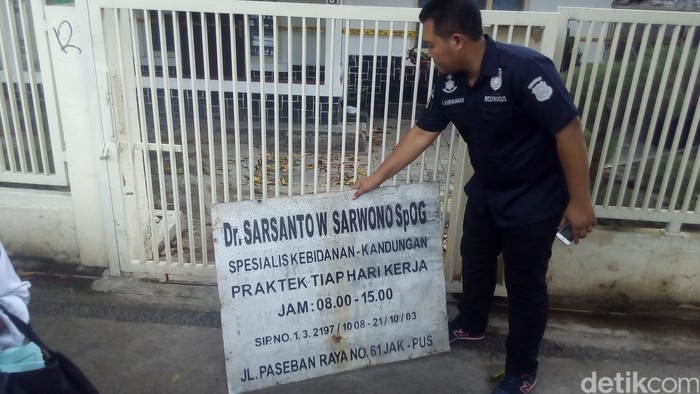 Dr. SARSANTO W SARWONO SpOG
SPESIALIS KEBIDANAN - KANDUNGAN
PRAKTEK TIAP HARI KERJA
JAM : 08.00 - 15.00
SIP.NO. 1. 3. 2197 / 10 08 - 21 / 10 / 03
JL. PASEBAN RAYA NO. 61 JAK - PUS
detikcom